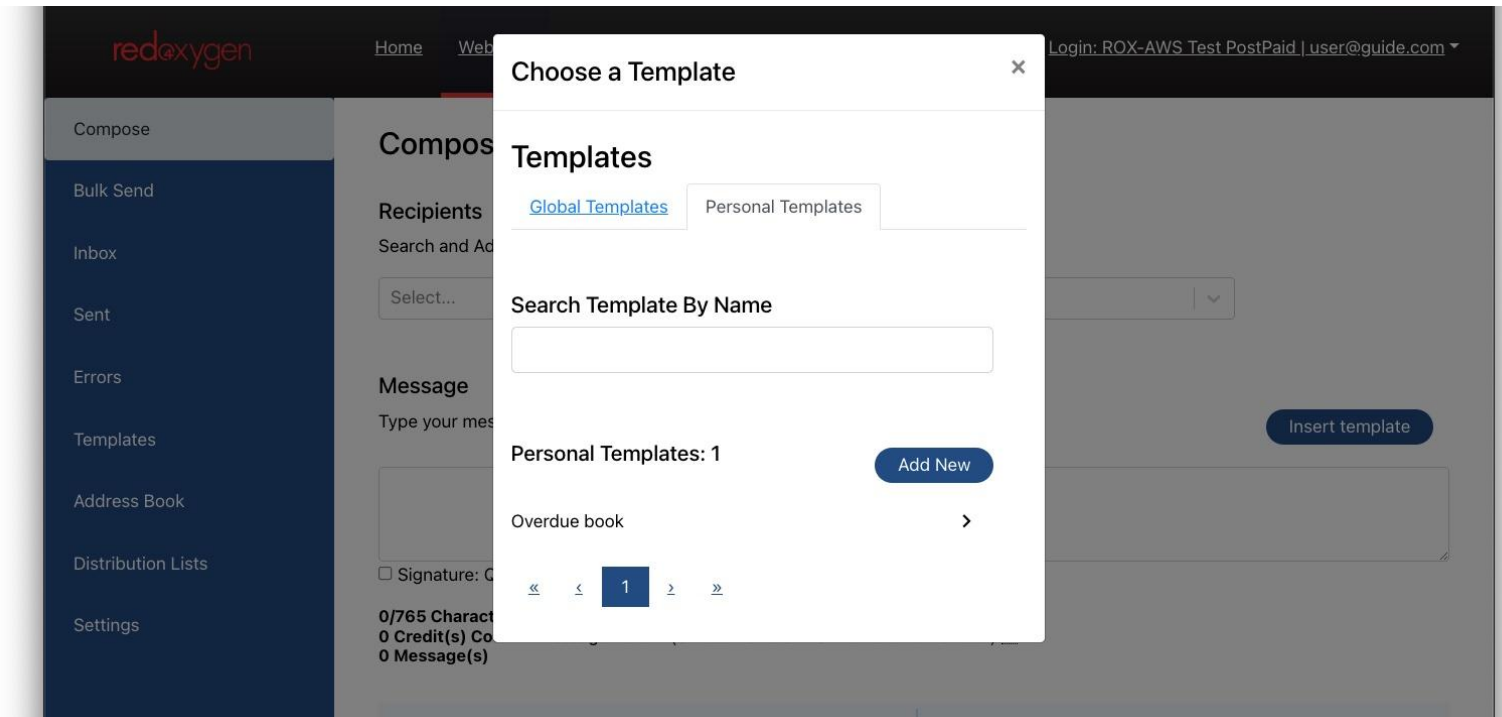 redoxygen
Home Web
Login: ROX-AWS Test PostPaid | user@guide.com
Choose a Template
×
Compose
Bulk Send
Inbox
Sent
Errors
Templates
Address Book
Distribution Lists
Settings
Compos
Recipients
Search and Ad
Select...
Message
Type your mes
Insert template
Signature:
0/765 Charact
0 Credit(s) Co
0 Message(s)
Templates
Global Templates Personal Templates
Search Template By Name
Personal Templates: 1
Add New
Overdue book
« ‹ 1 › »